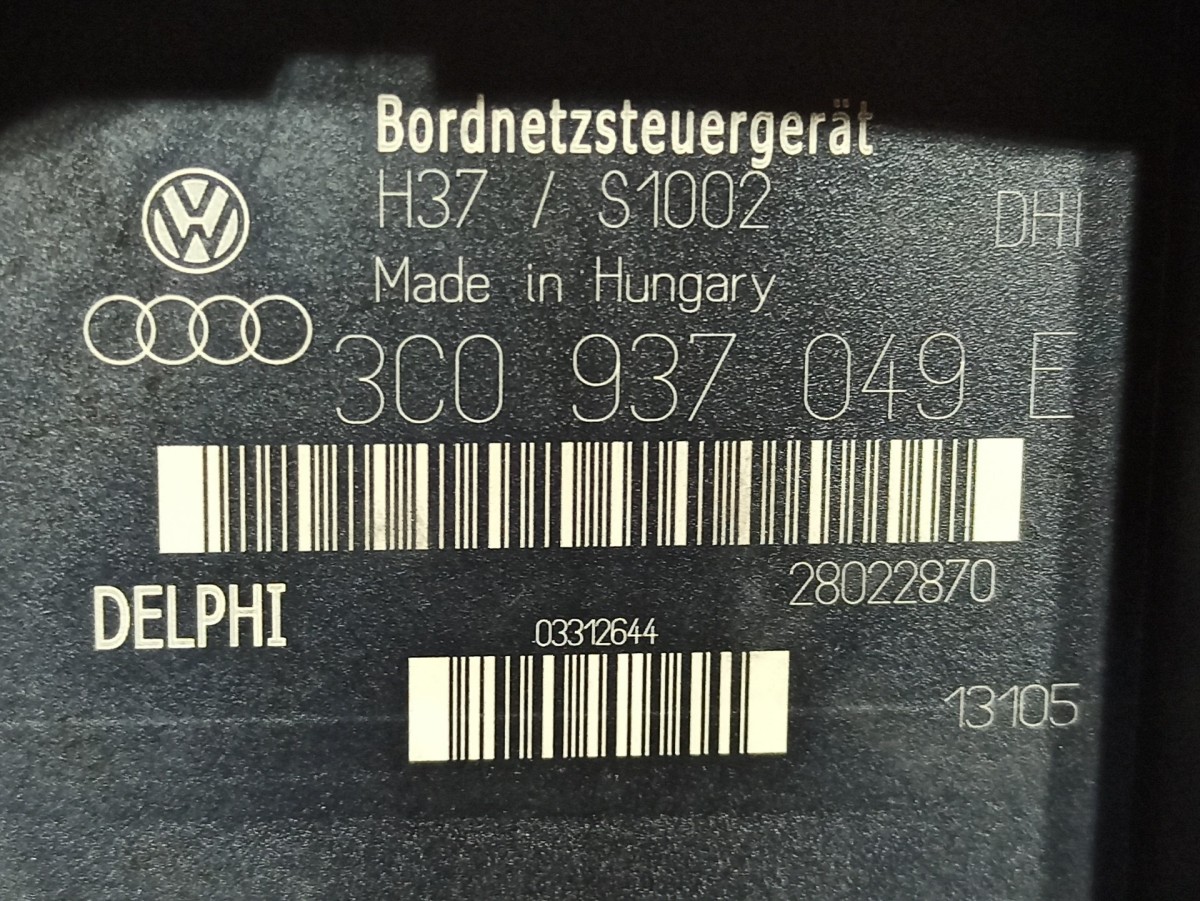 Bordnetzsteuergerät
H37 / S1002
DHI
Made in Hungary
3C0 937 049 E
28022870
DELPHI
03312644
13105